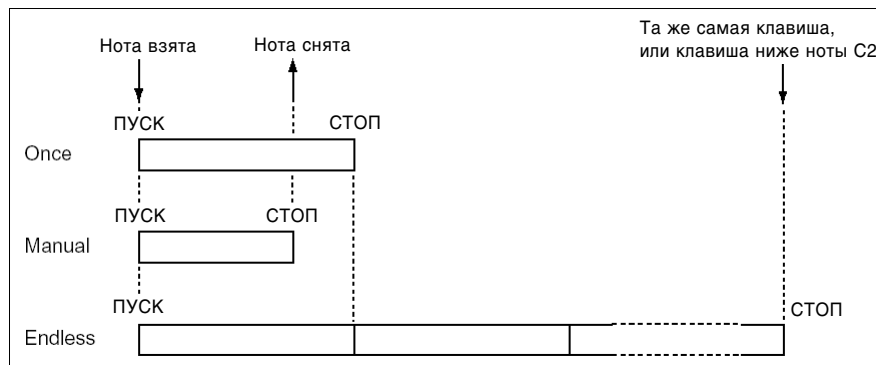 Нота взята
Нота снята
Та же самая клавиша,
или клавиша ниже ноты C2
ПУСК
СТОП
Once
ПУСК
СТОП
Manual
ПУСК
СТОП
Endless